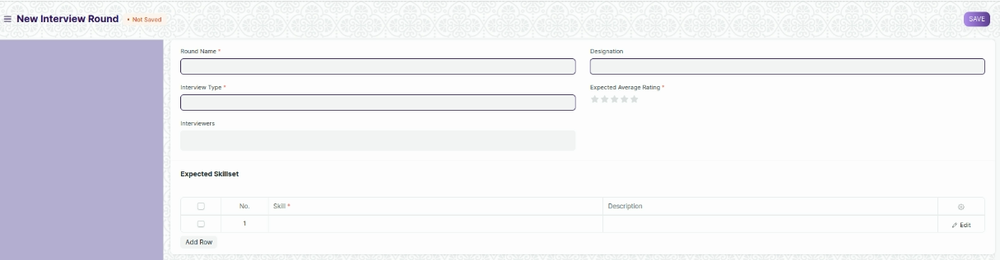 New Interview Round • Not Saved SAVE
Round Name * Designation
Interview Type * Expected Average Rating *
Interviewers
Expected Skillset
No. Skill * Description
1 Edit
Add Row